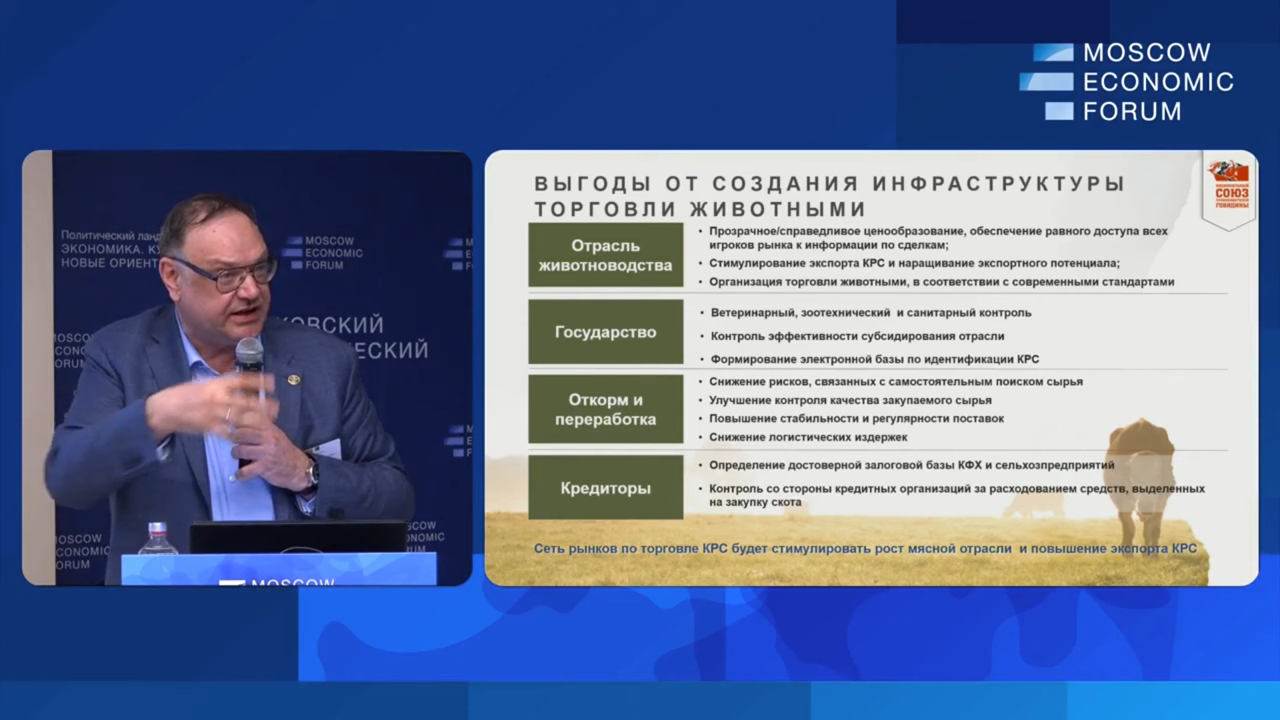 MOSCOW
ECONOMIC
FORUM
Политический
ЭКОНОМИКА.
НОВЫЕ
MOSCOW
ECONOMIC
FORUM
MOSCOW
ВЫГОДЫ ОТ СОЗДАНИЯ ИНФРАСТРУКТУРЫ
ТОРГОВЛИ ЖИВОТНЫМИ
СОЮЗ
ГОВЯДИНЫ
Отрасль
животноводства
• Прозрачное/справедливое ценообразование, обеспечение равного доступа всех
игроков рынка к информации по сделкам;
• Стимулирование экспорта КРС и наращивание экспортного потенциала;
• Организация торговли животными, в соответствии с современными стандартами
Государство
• Ветеринарный, зоотехнический и санитарный контроль
• Контроль эффективности субсидирования отрасли
• Формирование электронной базы по идентификации КРС
Откорм и
переработка
• Снижение рисков, связанных с самостоятельным поиском сырья
• Улучшение контроля качества закупаемого сырья
• Повышение стабильности и регулярности поставок
• Снижение логистических издержек
Кредиторы
• Определение достоверной залоговой базы КФХ и сельхозпредприятий
• Контроль со стороны кредитных организаций за расходованием средств, выделенных
на закупку скота
Сеть рынков по торговле КРС будет стимулировать рост мясной отрасли и повышение экспорта КРС